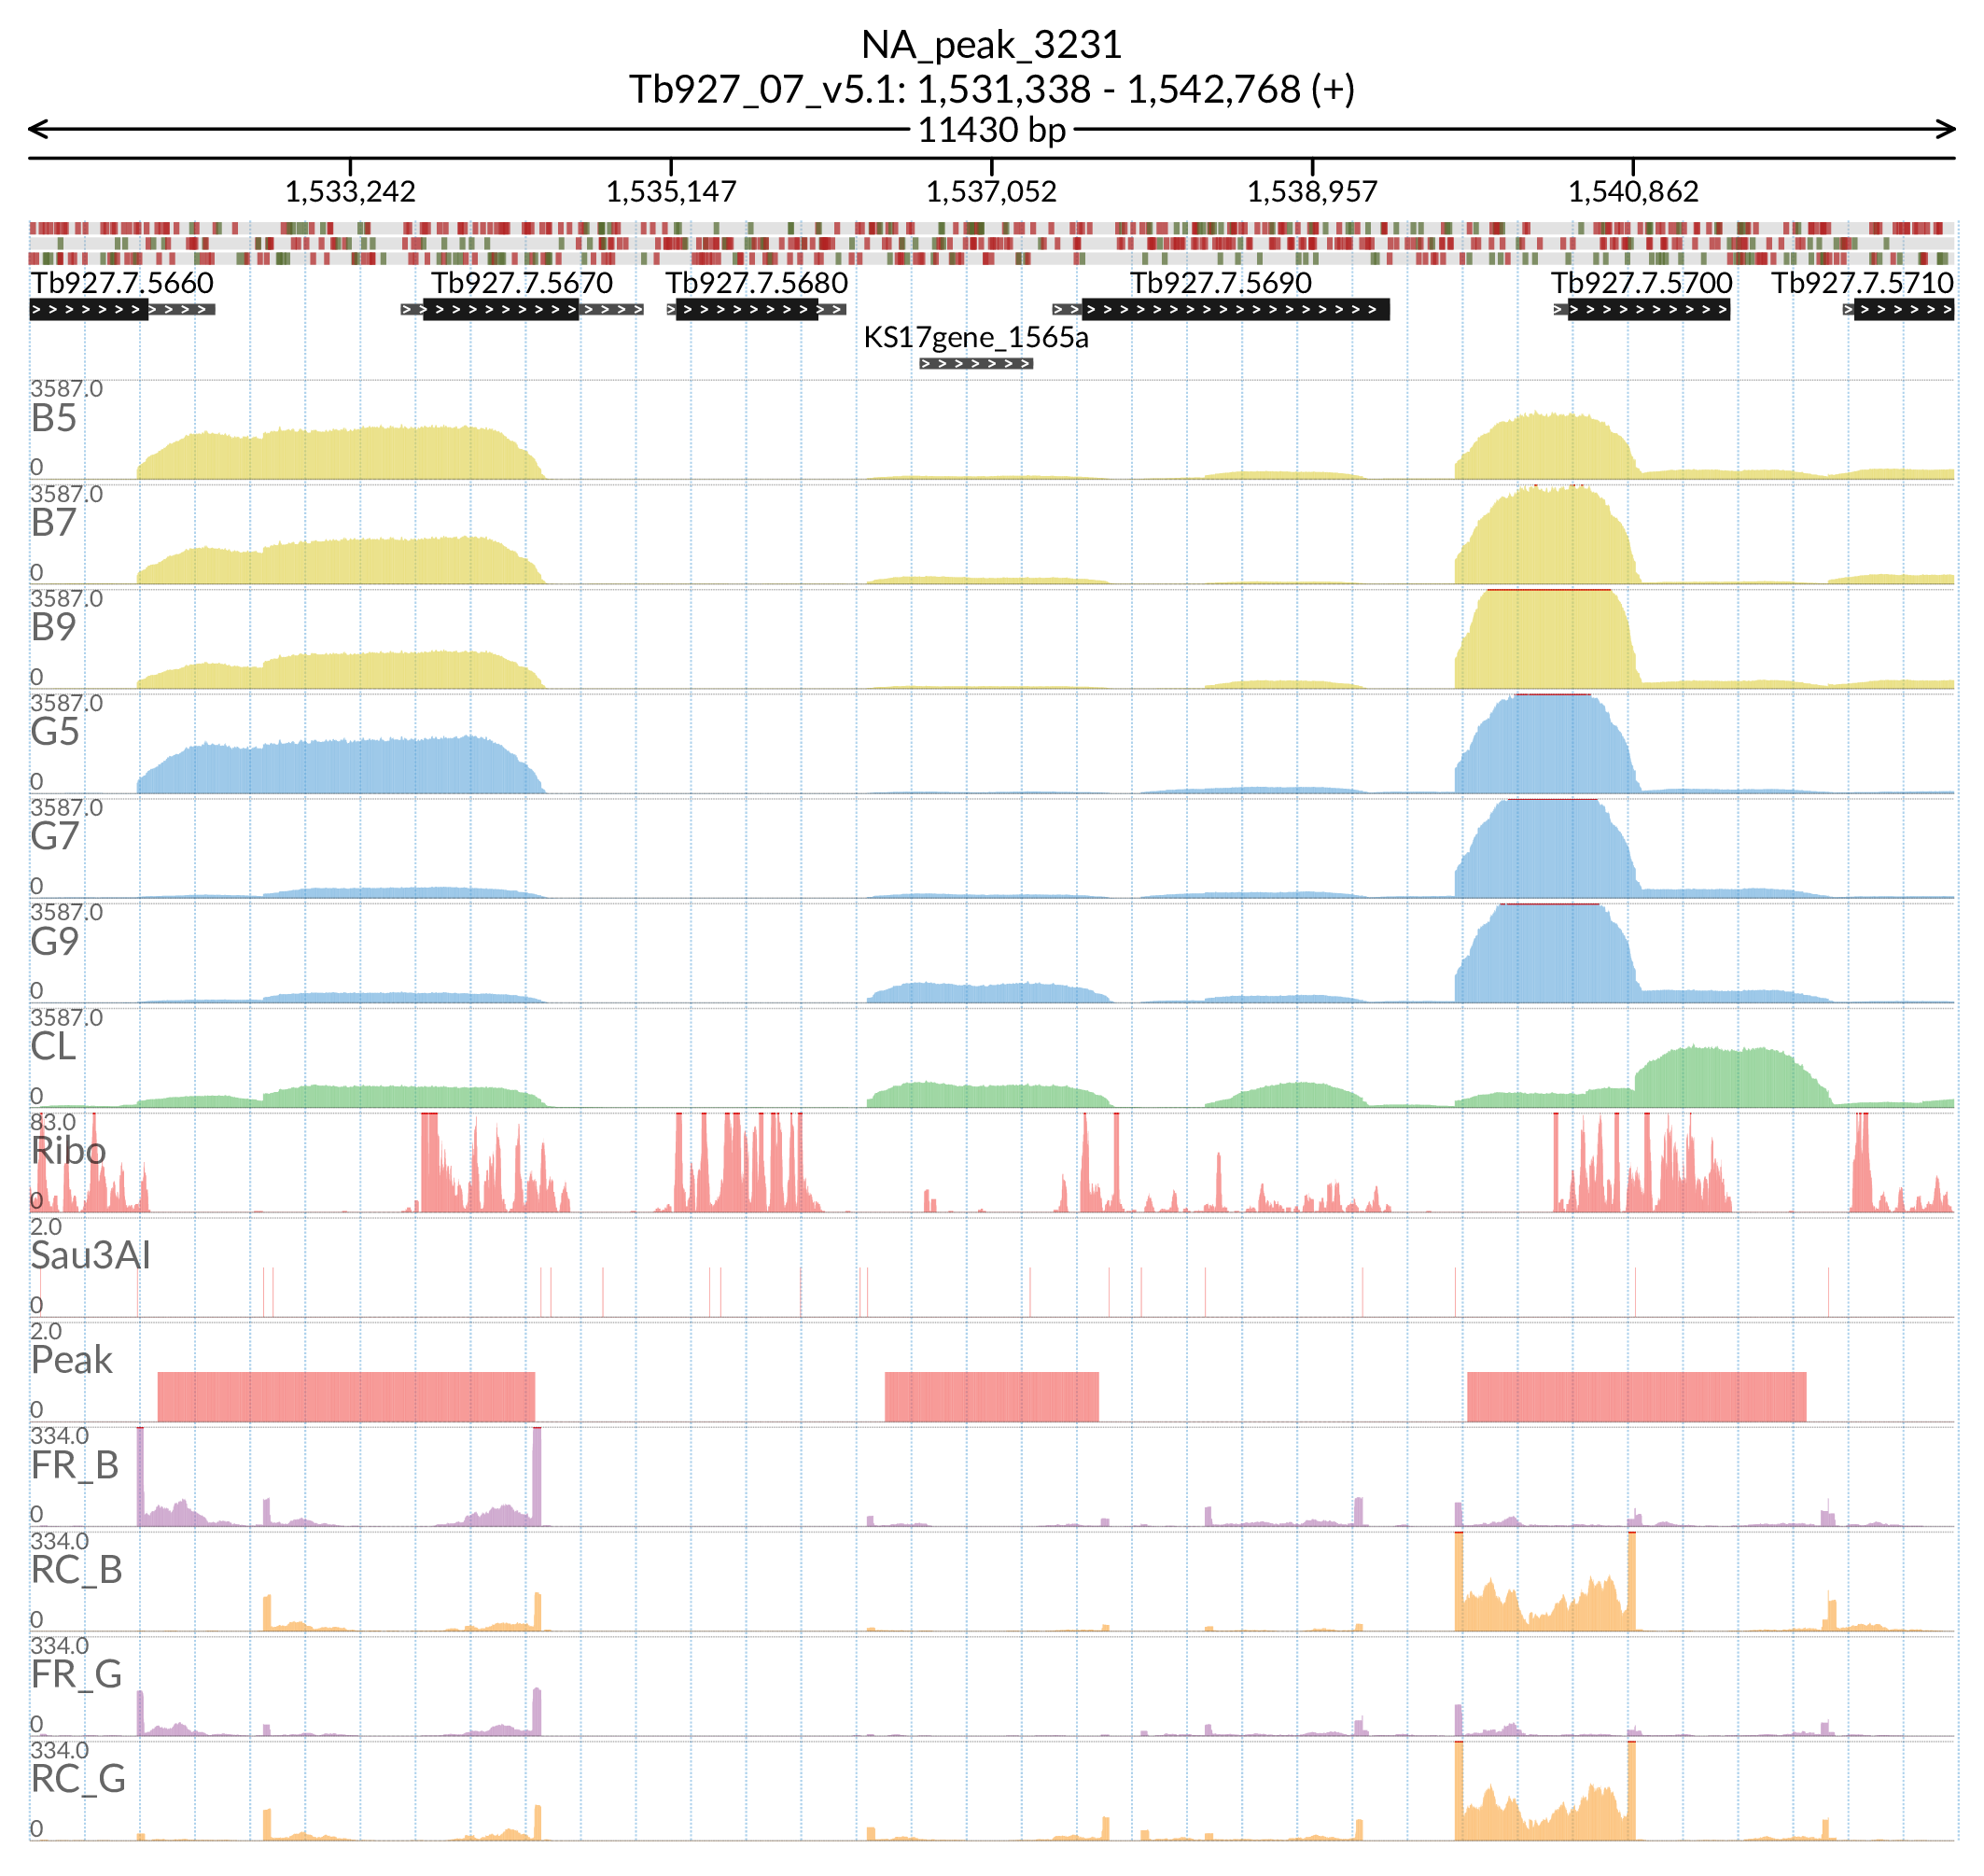 NA_peak_3231
Tb927_07_v5.1: 1,531,338 - 1,542,768 (+)
11430 bp
1,533,242 1,535,147 1,537,052 1,538,957 1,540,862
Tb927.7.5660 Tb927.7.5670 Tb927.7.5680 Tb927.7.5690 Tb927.7.5700 Tb927.7.5710
KS17gene_1565a
3587.0
B5
0
3587.0
B7
0
3587.0
B9
0
3587.0
G5
0
3587.0
G7
0
3587.0
G9
0
3587.0
CL
0
83.0
Ribo
0
2.0
Sau3AI
0
2.0
Peak
0
334.0
FR_B
0
334.0
RC_B
0
334.0
FR_G
0
334.0
RC_G
0